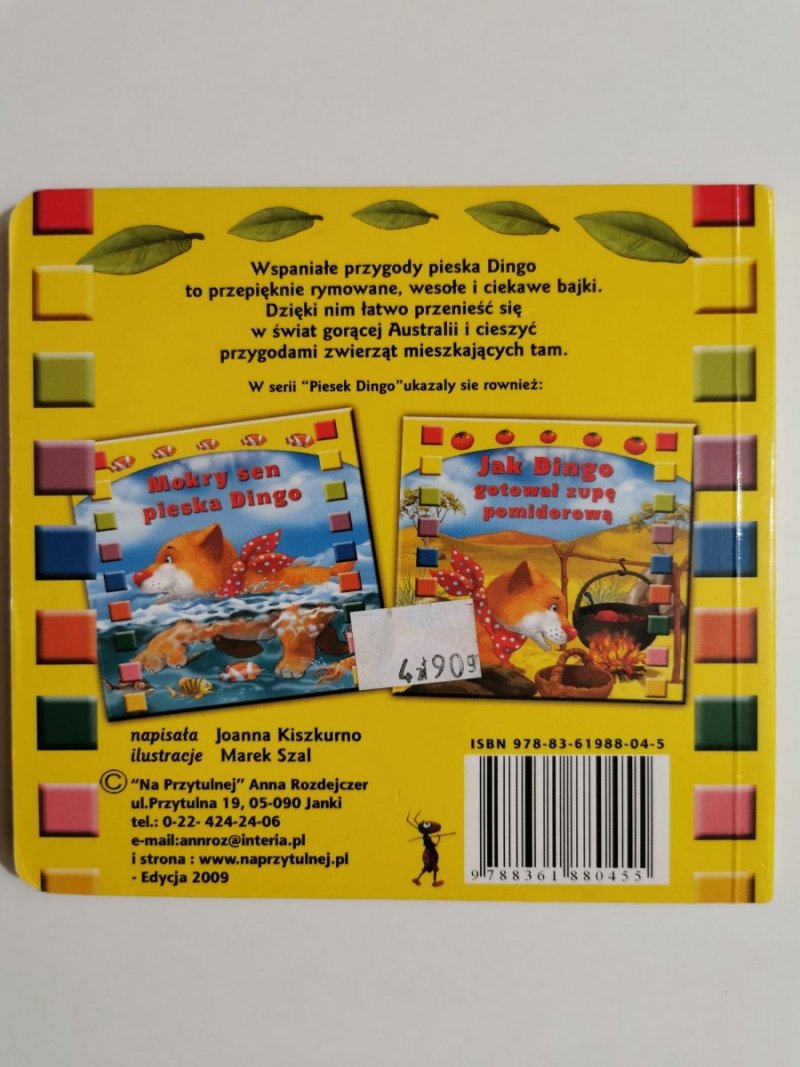 Wspaniałe przygody pieska Dingo
to przepięknie rymowane, wesołe i ciekawe bajki.
Dzięki nim łatwo przenieść się
w świat gorącej Australii i cieszyć
przygodami zwierząt mieszkających tam.
W serii "Piesek Dingo"ukazaly sie rownież:
Mokry sen
pieska Dingo
Jak Dingo
gotował zupę
pomidorową
4zł90g
napisała Joanna Kiszkurno
ilustracje Marek Szal
© "Na Przytulnej" Anna Rozdejczer
ul.Przytulna 19, 05-090 Janki
tel.: 0-22- 424-24-06
e-mail:annroz@interia.pl
i strona : www.naprzytulnej.pl
- Edycja 2009
ISBN 978-83-61988-04-5
9 788361 880455